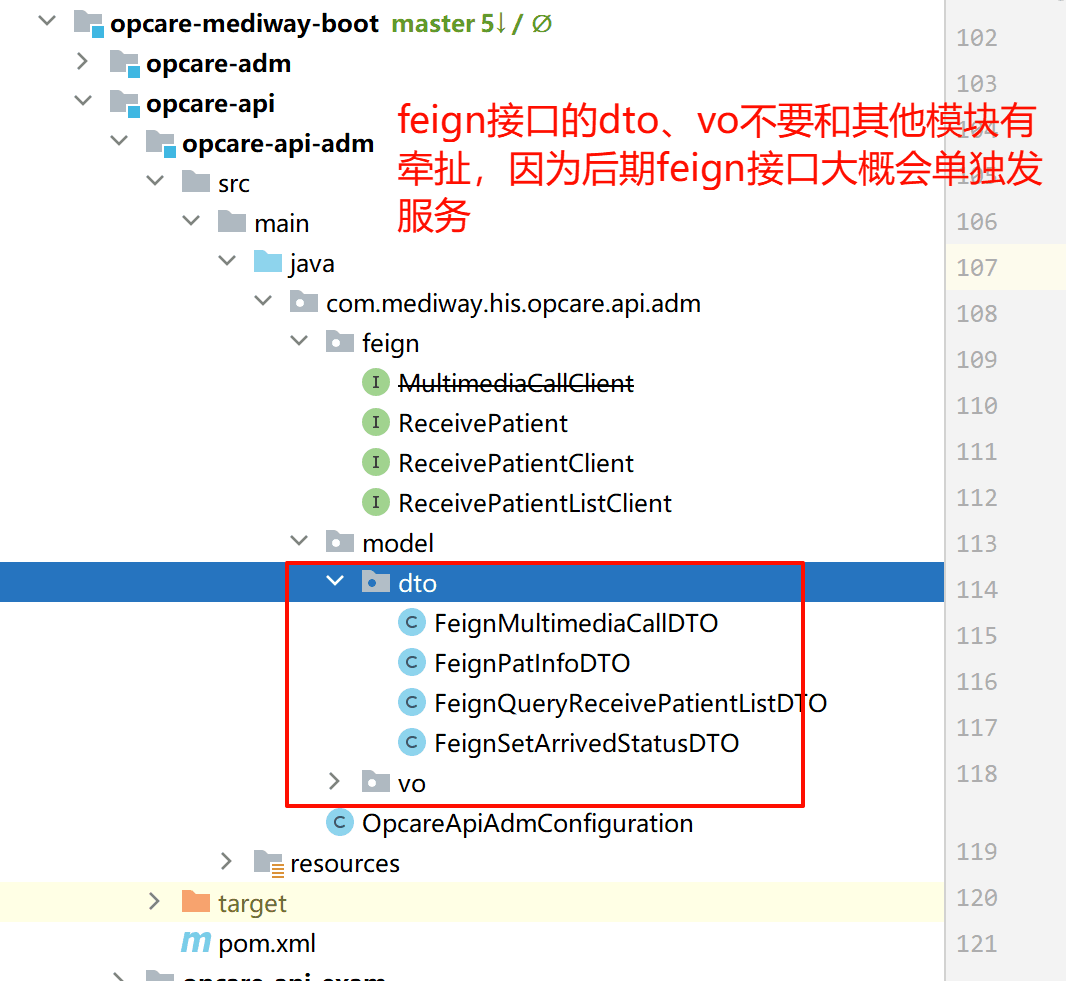 opcare-mediway-boot master 5↓ / ∅
opcare-adm
opcare-api
opcare-api-adm
feign接口的dto、vo不要和其他模块有
牵扯，因为后期feign接口大概会单独发
服务
src
main
java
com.mediway.his.opcare.api.adm
feign
MultimediaCallClient
ReceivePatient
ReceivePatientClient
ReceivePatientListClient
model
dto
FeignMultimediaCallDTO
FeignPatInfoDTO
FeignQueryReceivePatientListDTO
FeignSetArrivedStatusDTO
vo
OpcareApiAdmConfiguration
resources
target
pom.xml
opcare-api-exam
102
103
104
105
106
107
108
109
110
111
112
113
114
115
116
117
118
119
120
121